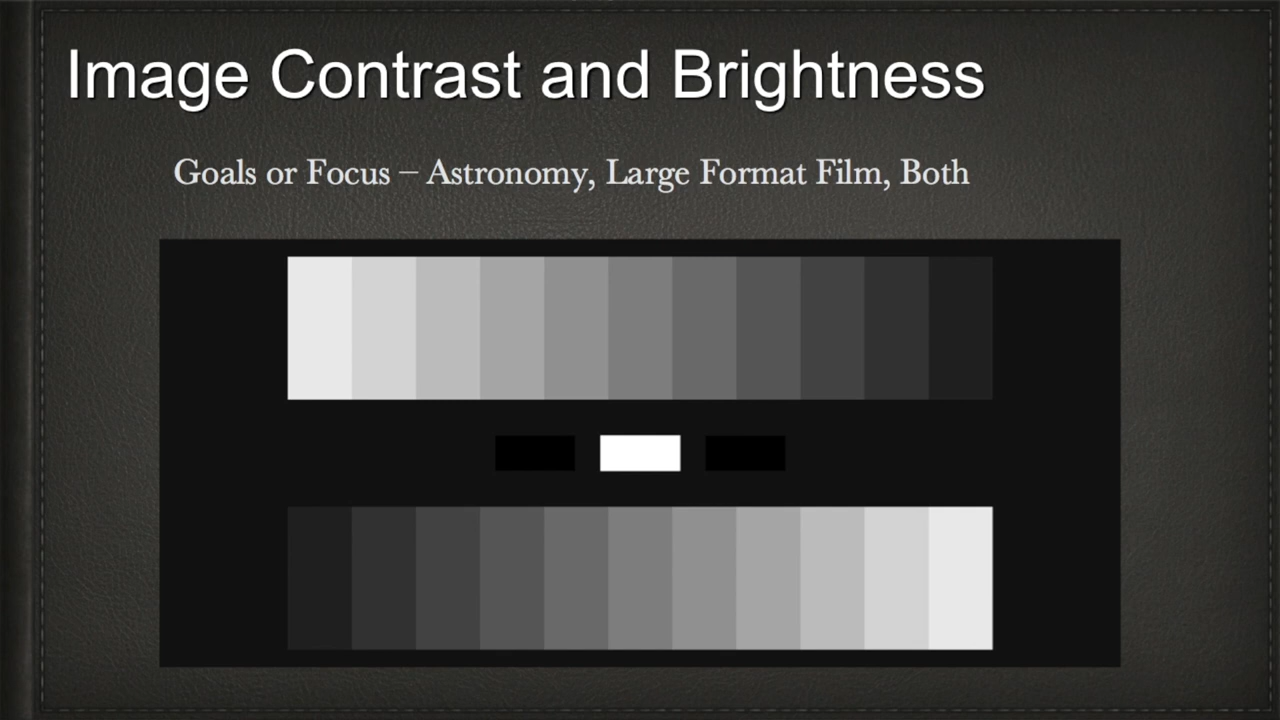 Image Contrast and Brightness
Goals or Focus – Astronomy, Large Format Film, Both